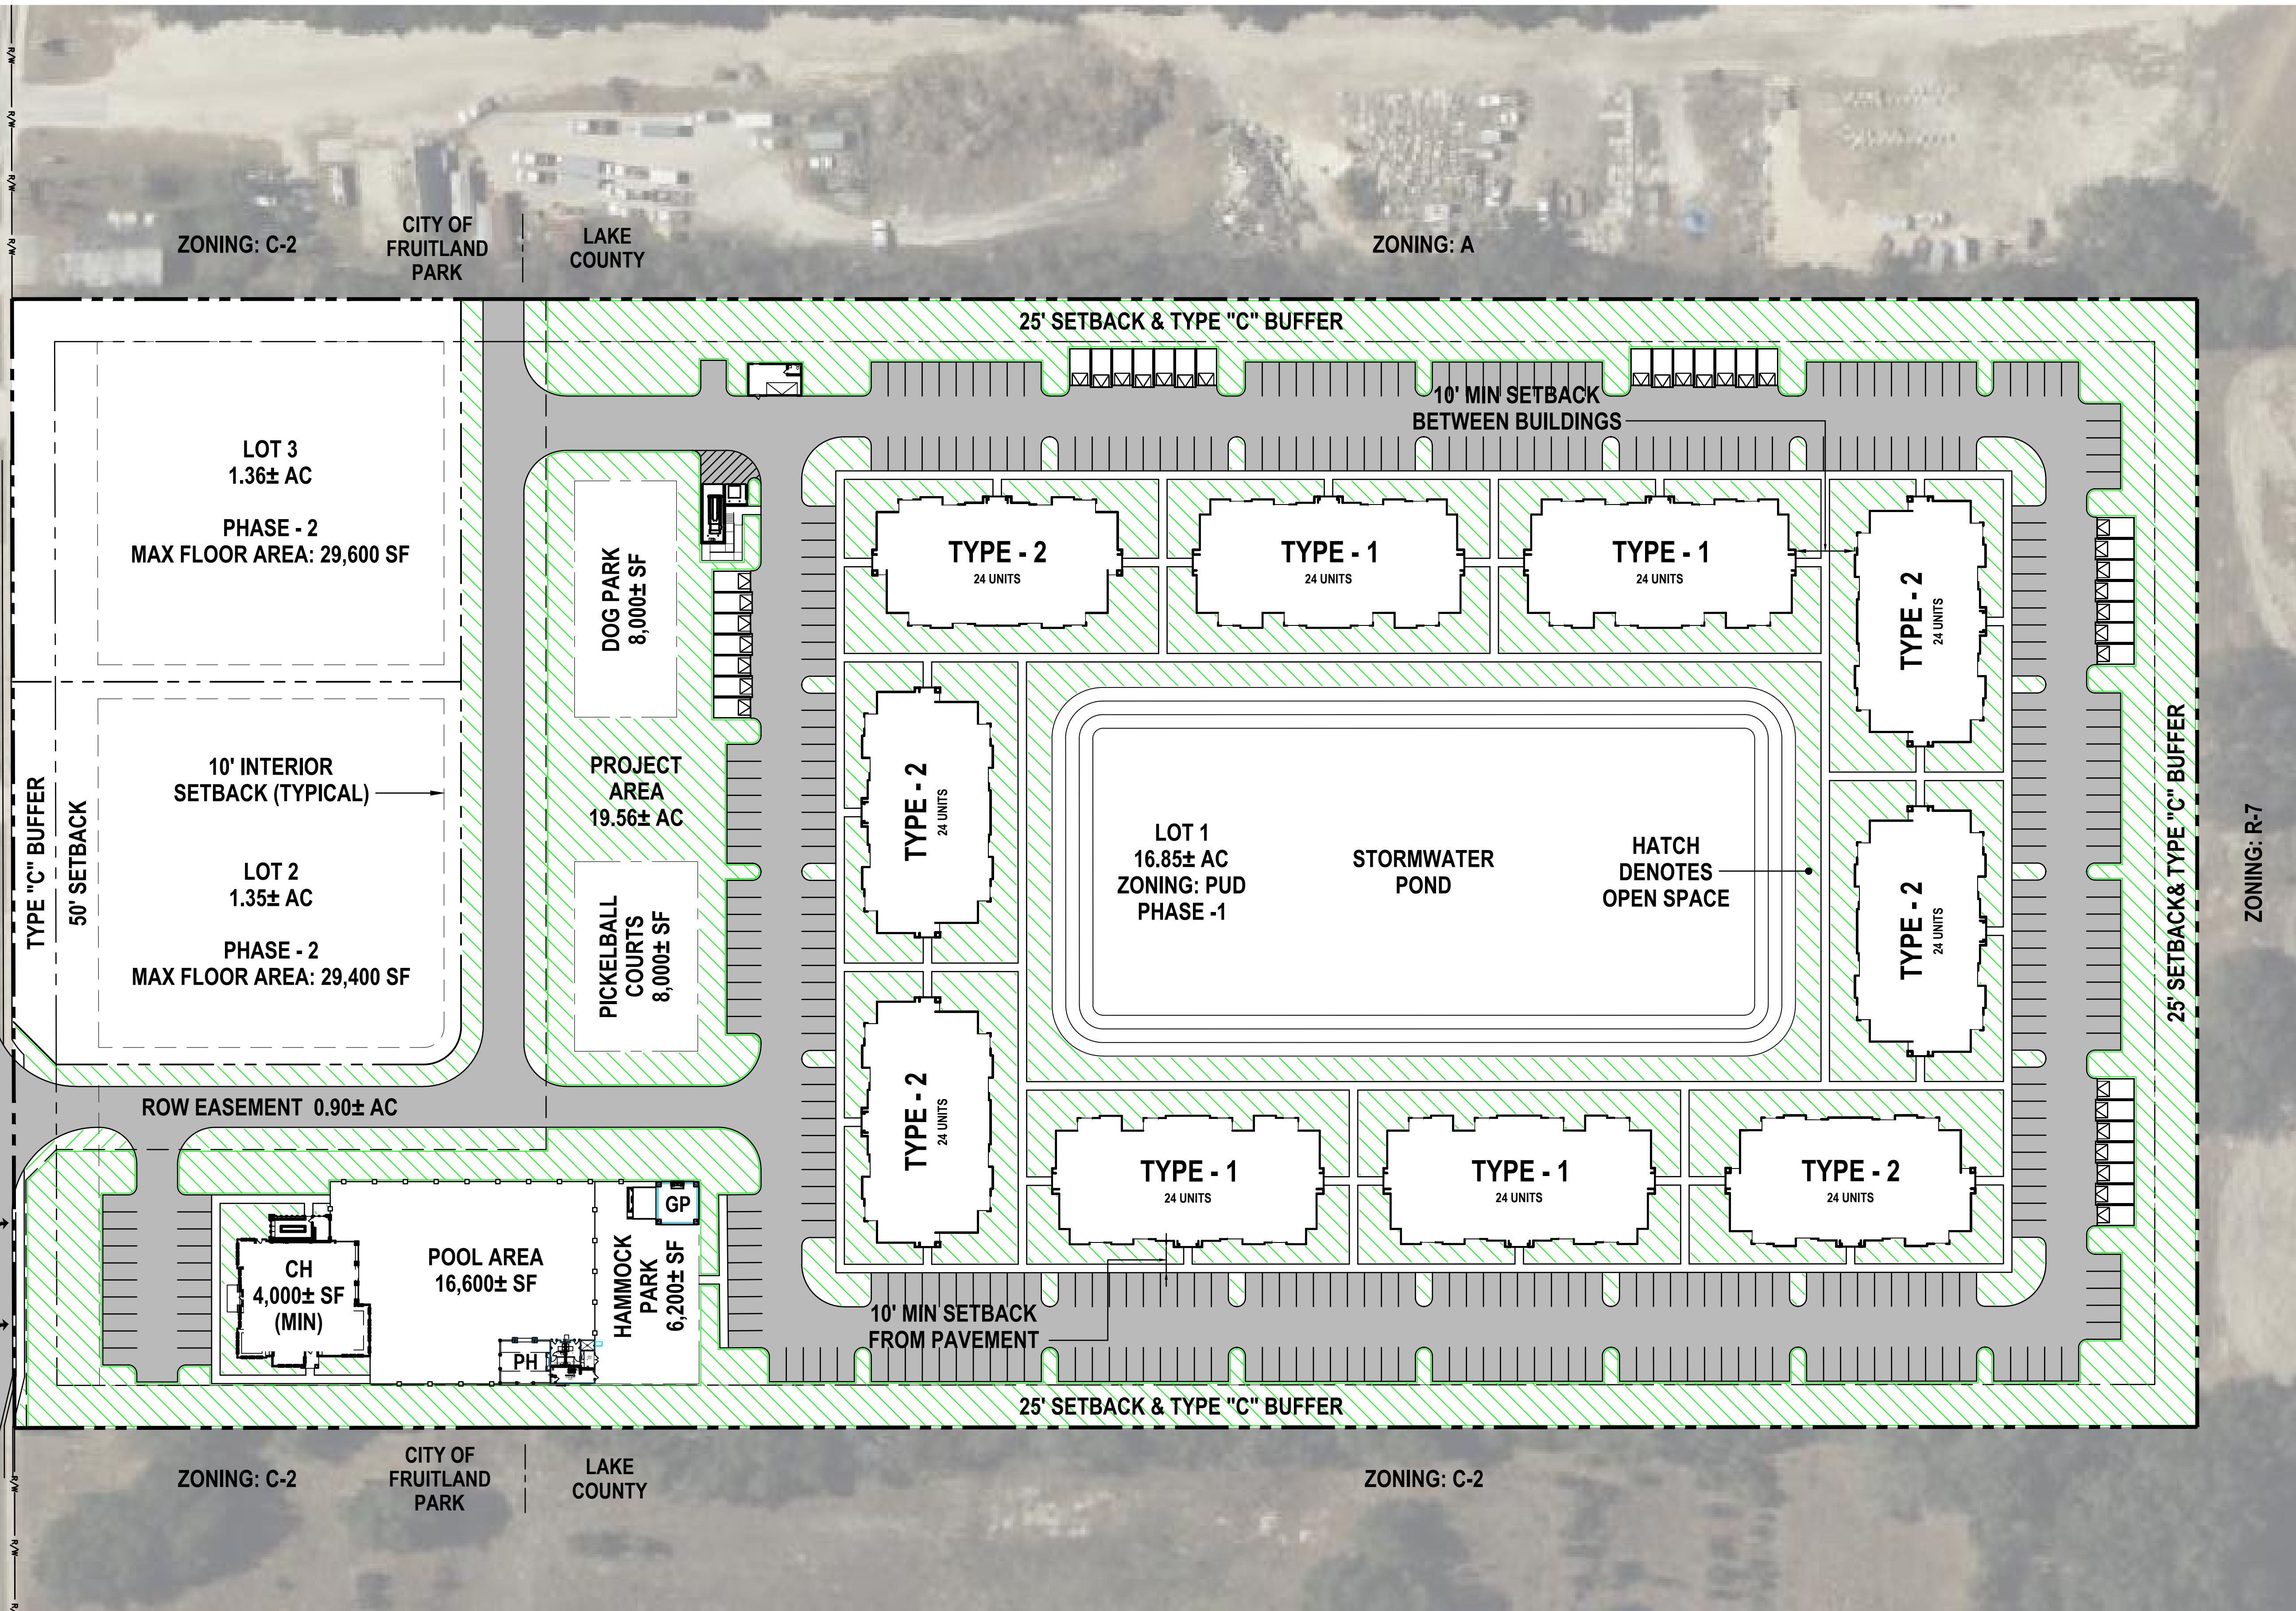 R/W
R/W
R/W
R/W
ZONING: C-2
CITY OF
FRUITLAND
PARK
LAKE
COUNTY
ZONING: A
25' SETBACK & TYPE "C" BUFFER
10' MIN SETBACK
BETWEEN BUILDINGS
LOT 3
1.36± AC
PHASE - 2
MAX FLOOR AREA: 29,600 SF
DOG PARK
8,000± SF
TYPE - 2
24 UNITS
TYPE - 1
24 UNITS
TYPE - 1
24 UNITS
TYPE - 2
24 UNITS
10' INTERIOR
SETBACK (TYPICAL)
TYPE "C" BUFFER
50' SETBACK
LOT 2
1.35± AC
PHASE - 2
MAX FLOOR AREA: 29,400 SF
PROJECT
AREA
19.56± AC
PICKELBALL
COURTS
8,000± SF
TYPE - 2
24 UNITS
LOT 1
16.85± AC
ZONING: PUD
PHASE -1
STORMWATER
POND
HATCH
DENOTES
OPEN SPACE
TYPE - 2
24 UNITS
25' SETBACK& TYPE "C" BUFFER
ZONING: R-7
ROW EASEMENT 0.90± AC
TYPE - 2
24 UNITS
TYPE - 1
24 UNITS
TYPE - 1
24 UNITS
TYPE - 2
24 UNITS
CH
4,000± SF
(MIN)
POOL AREA
16,600± SF
GP
HAMMOCK
PARK
6,200± SF
PH
10' MIN SETBACK
FROM PAVEMENT
25' SETBACK & TYPE "C" BUFFER
ZONING: C-2
CITY OF
FRUITLAND
PARK
LAKE
COUNTY
ZONING: C-2
R/W
R/W